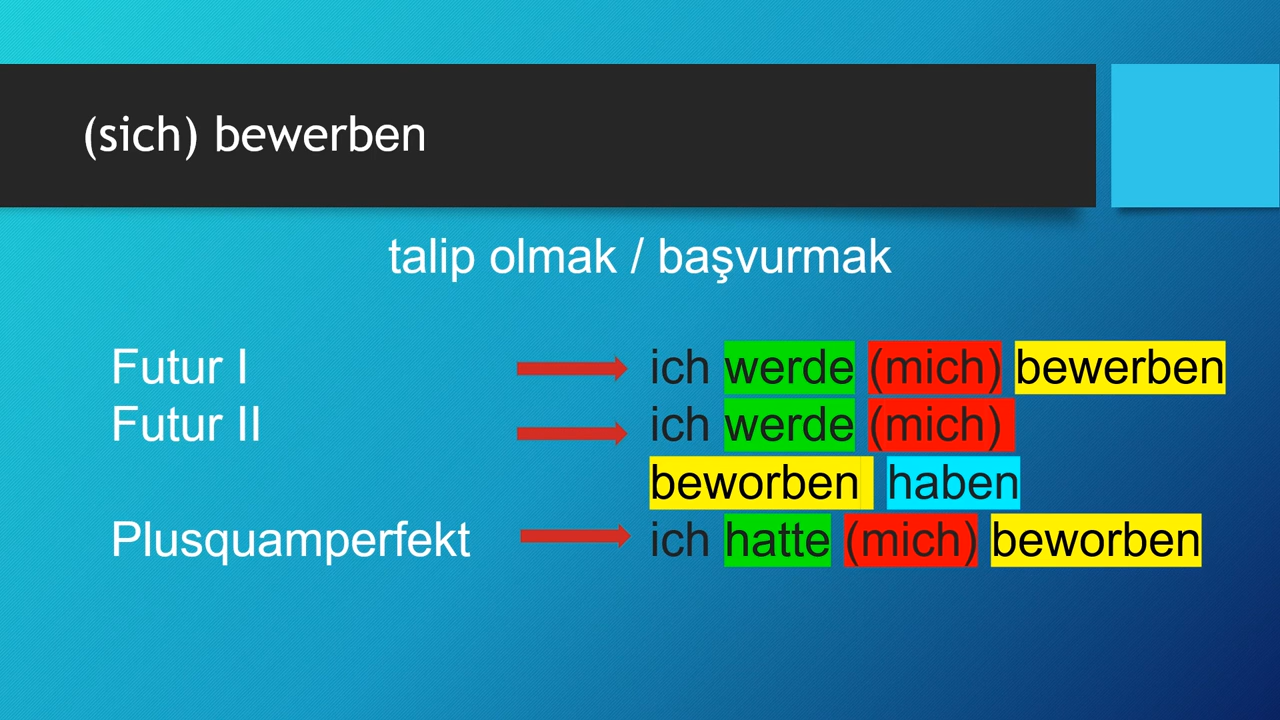 (sich) bewerben
talip olmak / başvurmak
Futur I ich werde (mich) bewerben
Futur II ich werde (mich)
beworben haben
Plusquamperfekt ich hatte (mich) beworben